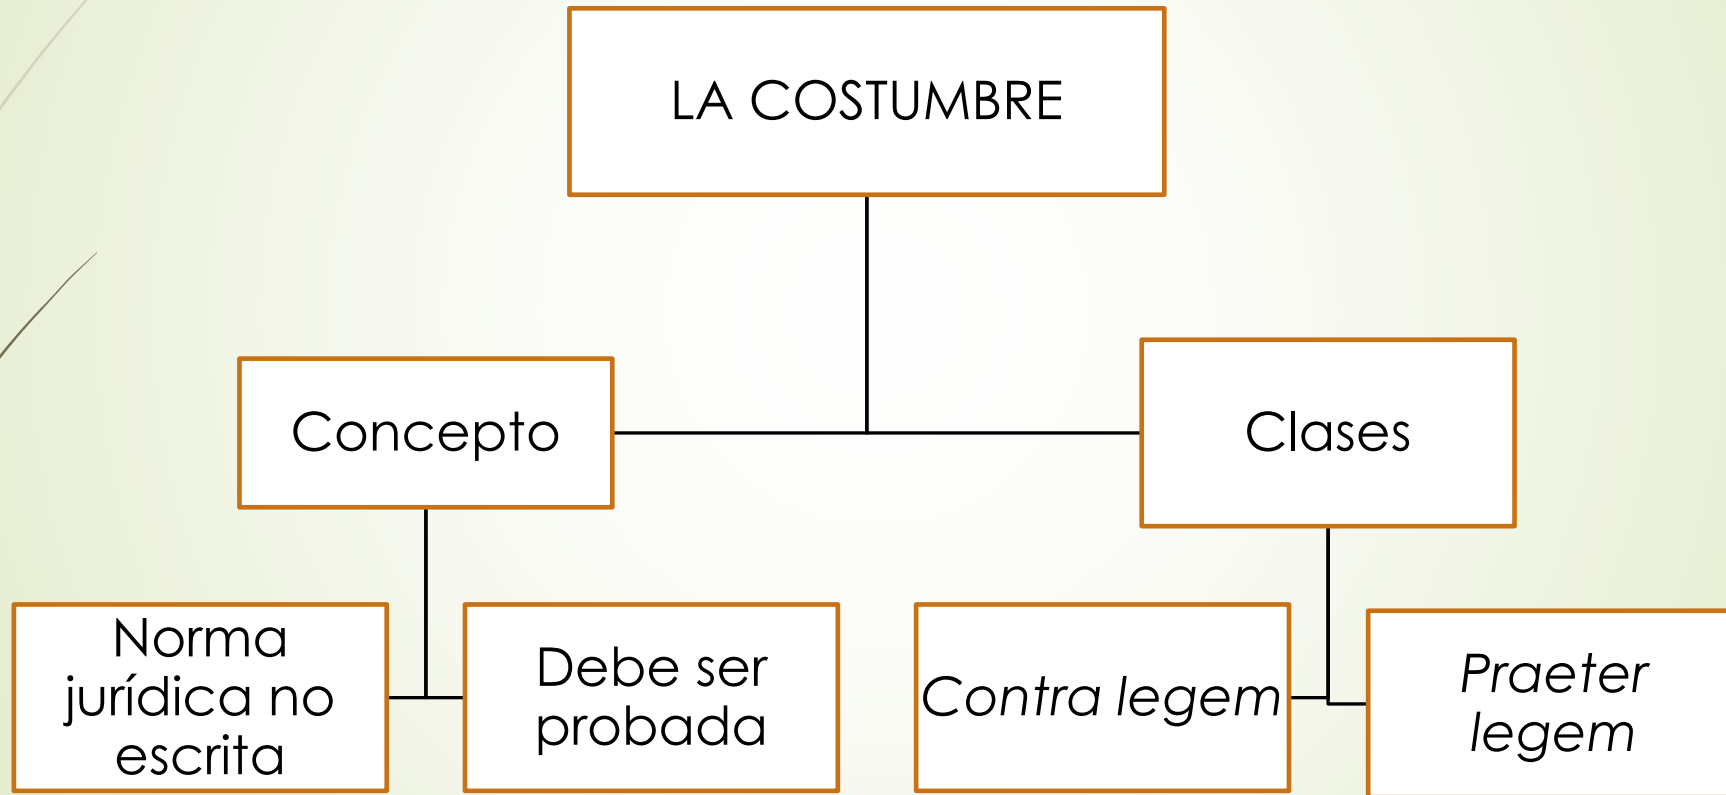 LA COSTUMBRE
Concepto
Clases
Norma
jurídica no
escrita
Debe ser
probada
Contra legem
Praeter
legem